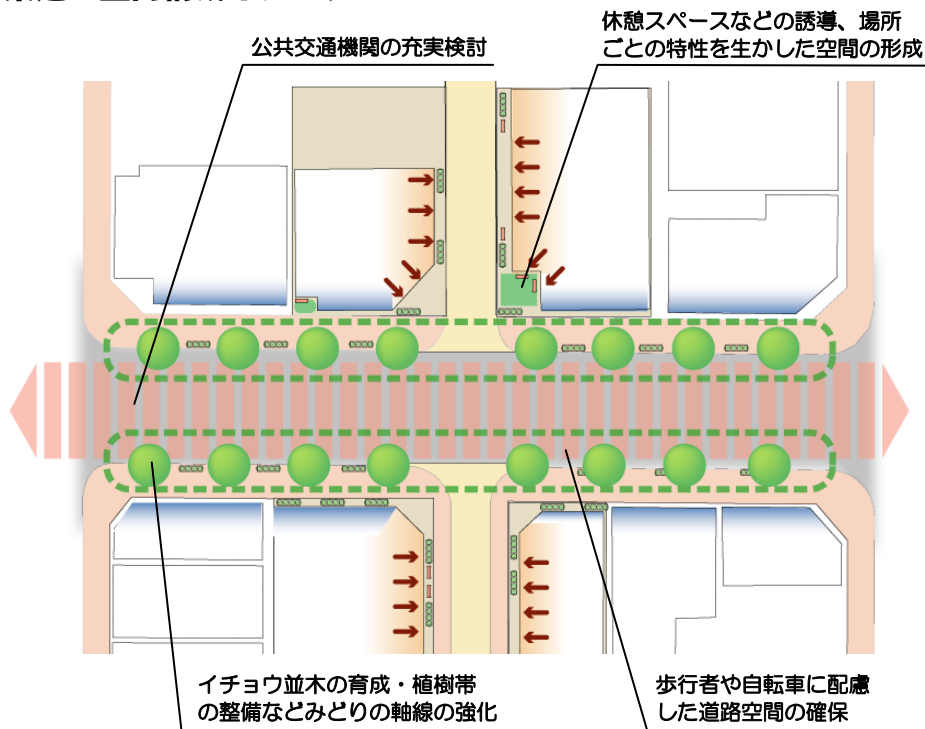 公共交通機関の充実検討
休憩スペースなどの誘導、場所
ごとの特性を生かした空間の形成
イチョウ並木の育成・植樹帯
の整備などみどりの軸線の強化
歩行者や自転車に配慮
した道路空間の確保